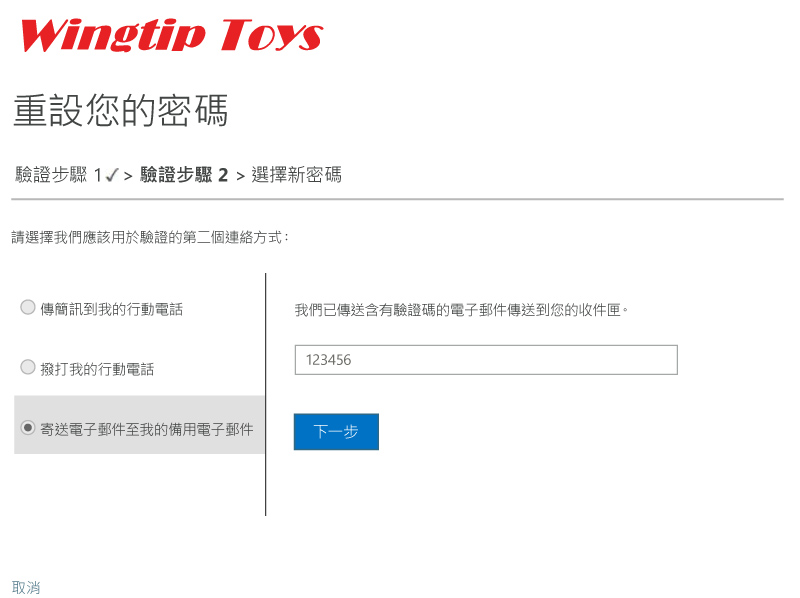 Wingtip Toys
重設您的密碼
驗證步驟 1✓ > 驗證步驟 2 > 選擇新密碼
請選擇我們應該用於驗證的第二個連絡方式：
傳簡訊到我的行動電話
我們已傳送含有驗證碼的電子郵件傳送到您的收件匣。
123456
撥打我的行動電話
寄送電子郵件至我的備用電子郵件
下一步
取消